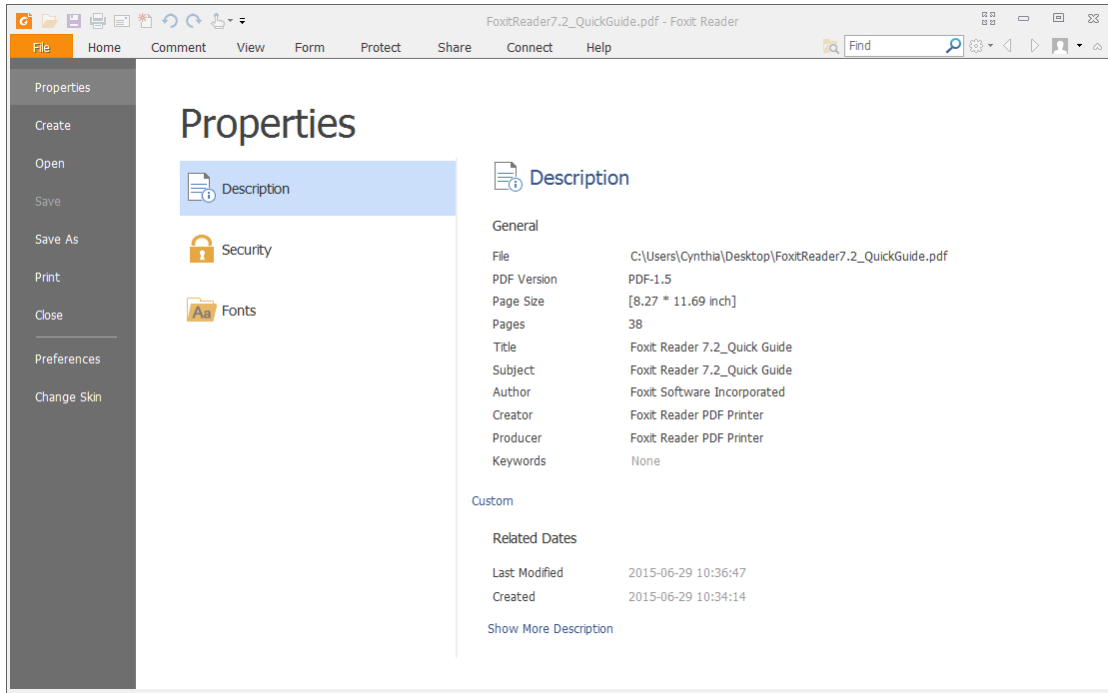 FoxitReader7.2_QuickGuide.pdf - Foxit Reader
File Home Comment View Form Protect Share Connect Help Find
Properties
Create
Open
Save
Save As
Print
Close
Preferences
Change Skin
Properties
Description
Security
Aa Fonts
Description
General
File C:\Users\Cynthia\Desktop\FoxitReader7.2_QuickGuide.pdf
PDF Version PDF-1.5
Page Size [8.27 * 11.69 inch]
Pages 38
Title Foxit Reader 7.2_Quick Guide
Subject Foxit Reader 7.2_Quick Guide
Author Foxit Software Incorporated
Creator Foxit Reader PDF Printer
Producer Foxit Reader PDF Printer
Keywords None
Custom
Related Dates
Last Modified 2015-06-29 10:36:47
Created 2015-06-29 10:34:14
Show More Description